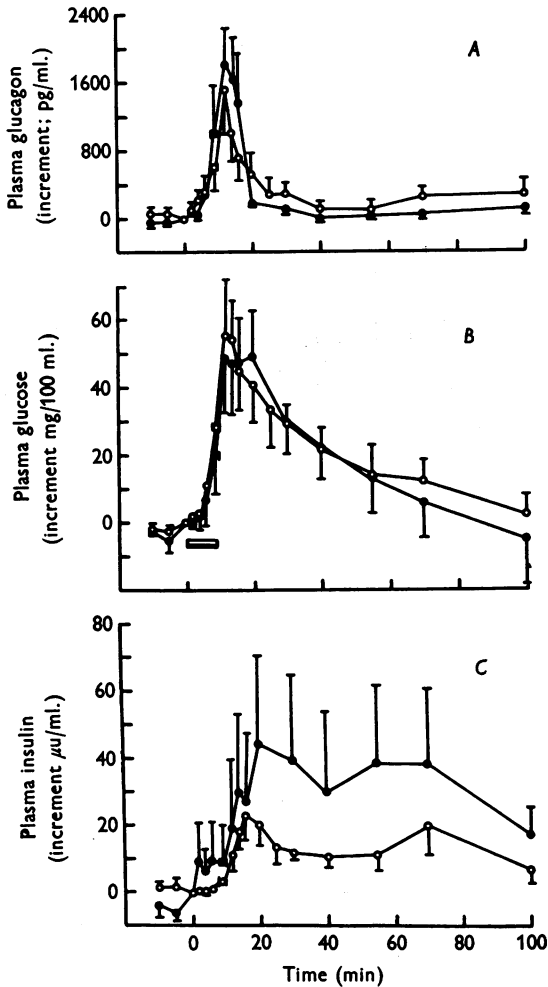 2400
1600
800
0
Plasma glucagon
(increment; pg/ml.)
A
60
40
20
0
Plasma glucose
(increment mg/100 ml.)
B
80
60
40
20
0
Plasma insulin
(increment μu/ml.)
C
0 20 40 60 80 100
Time (min)